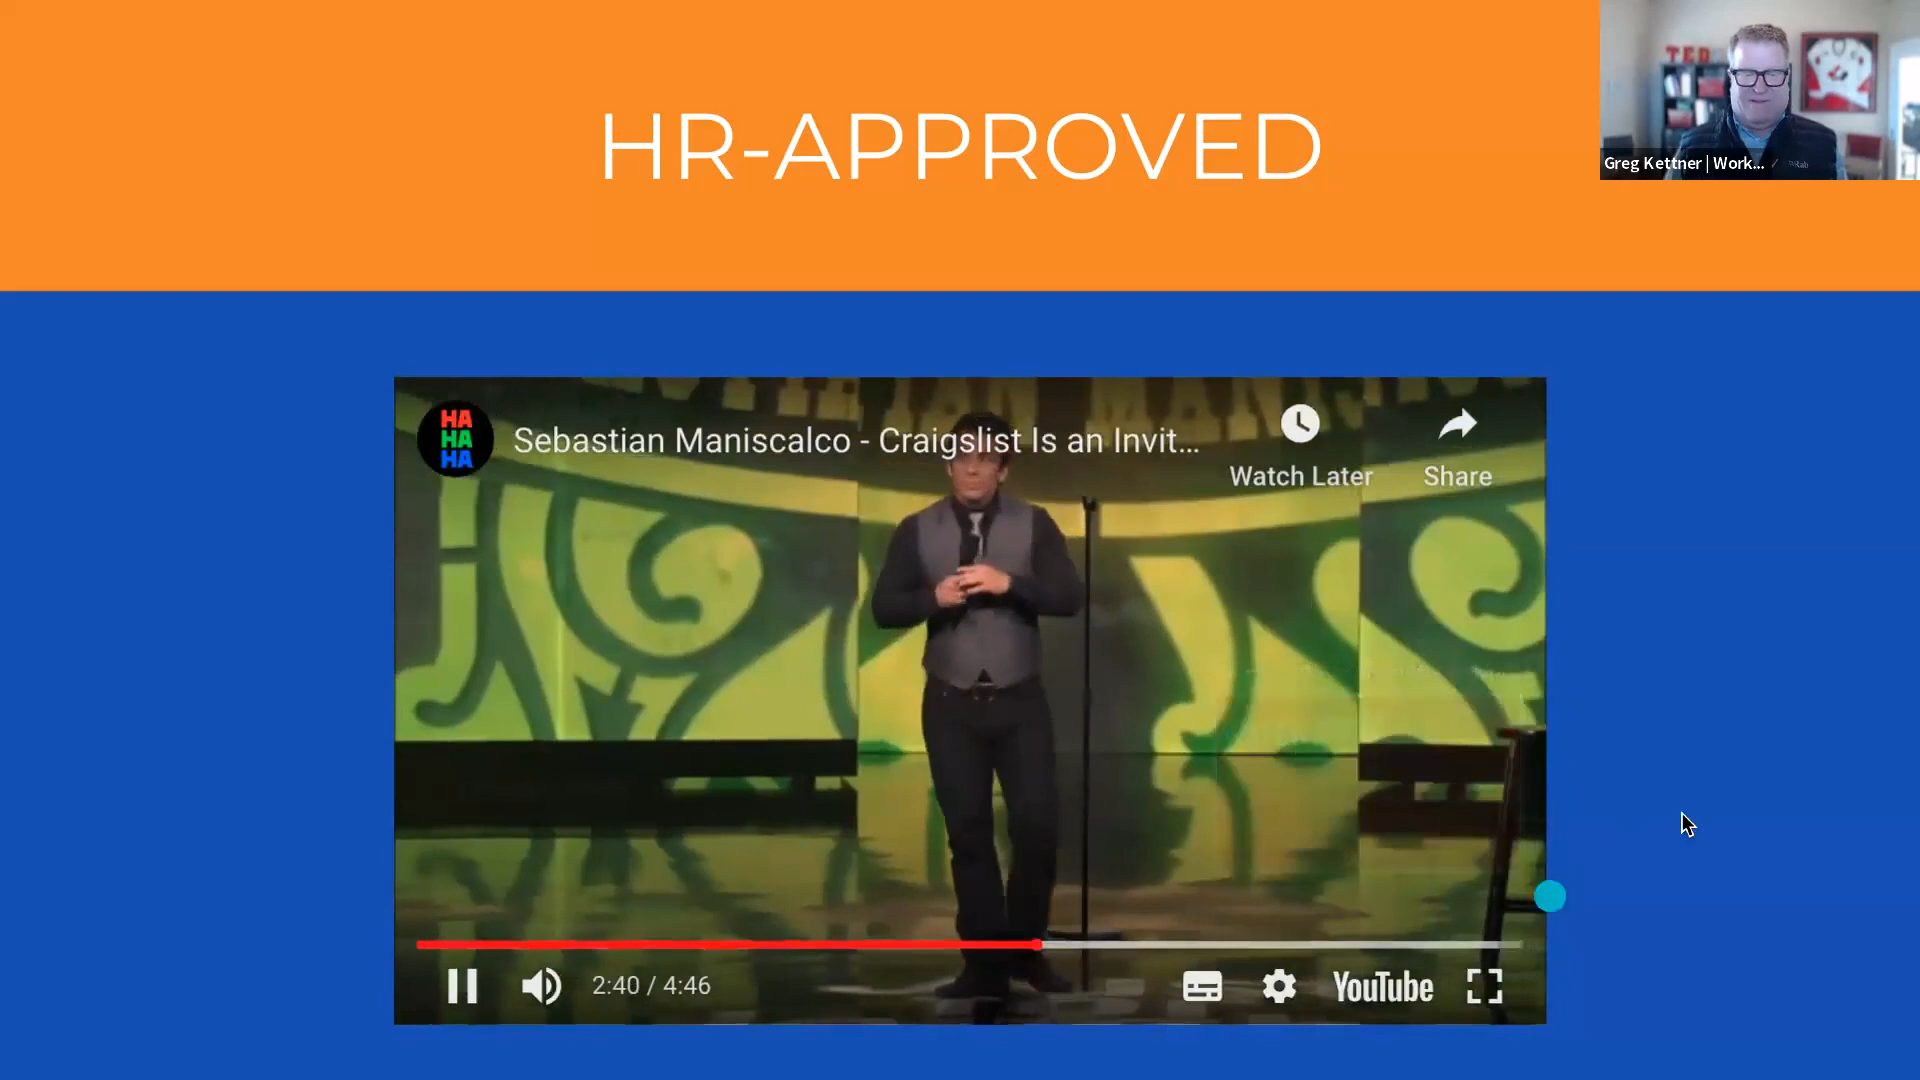 HR-APPROVED
TED
Greg Kettner | Work...
HA
HA
HA
Sebastian Maniscalco - Craigslist Is an Invit...
Watch Later
Share
2:40 / 4:46
YouTube